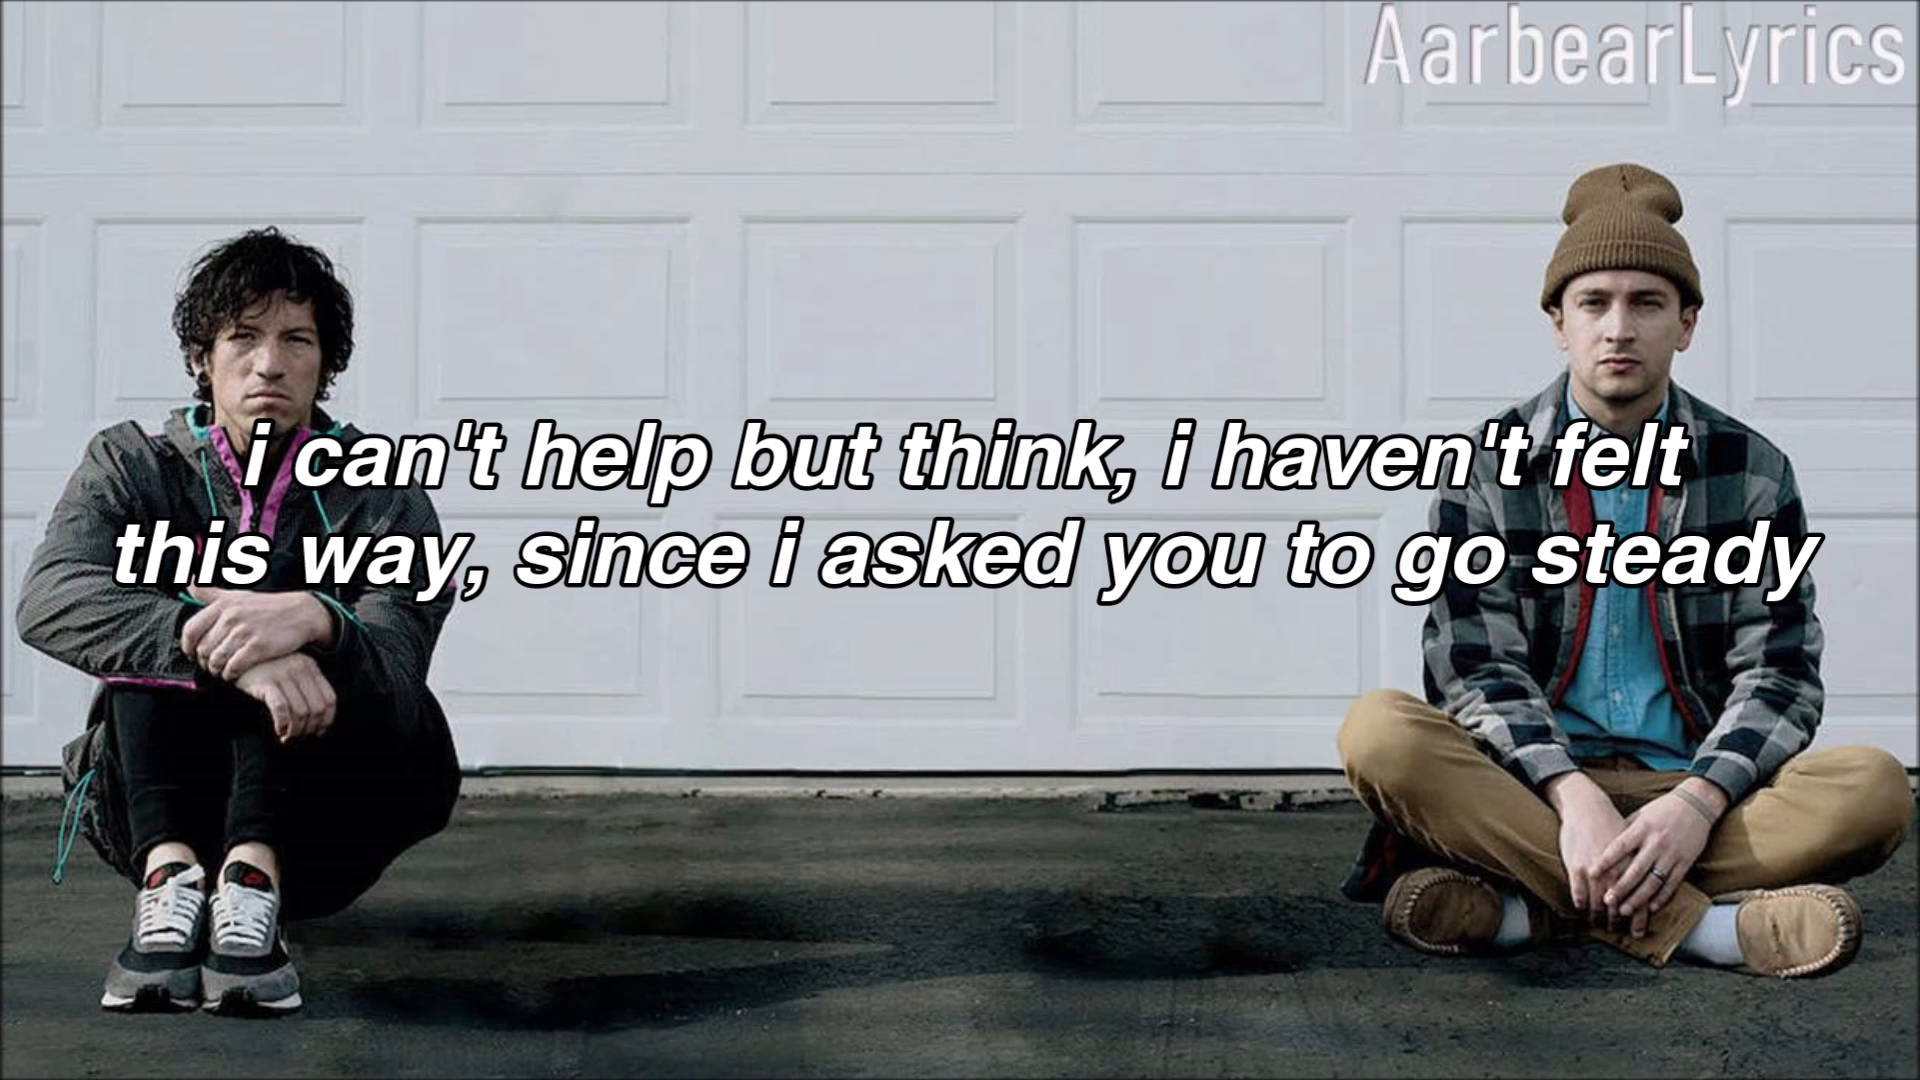 AarbearLyrics
i can't help but think, i haven't felt
this way, since i asked you to go steady